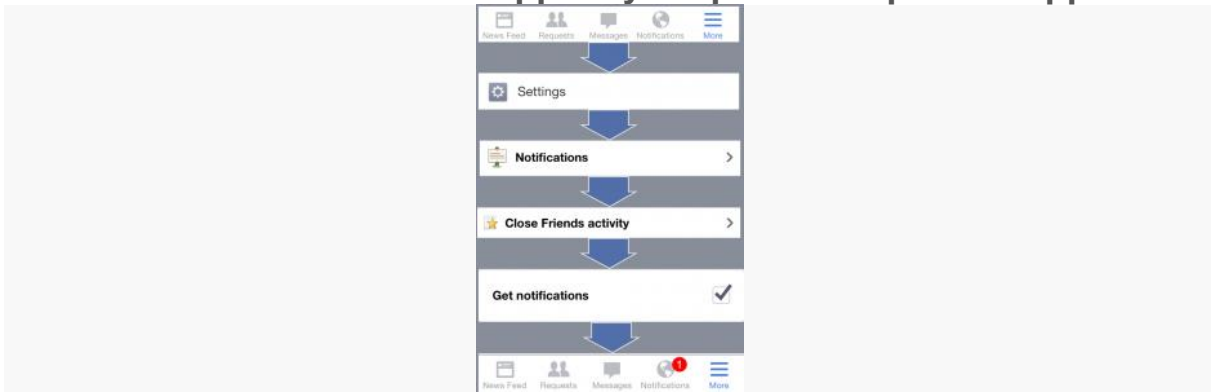 News Feed Requests Messages Notifications More
Settings
Notifications
Close Friends activity
Get notifications
1
News Feed Requests Messages Notifications More